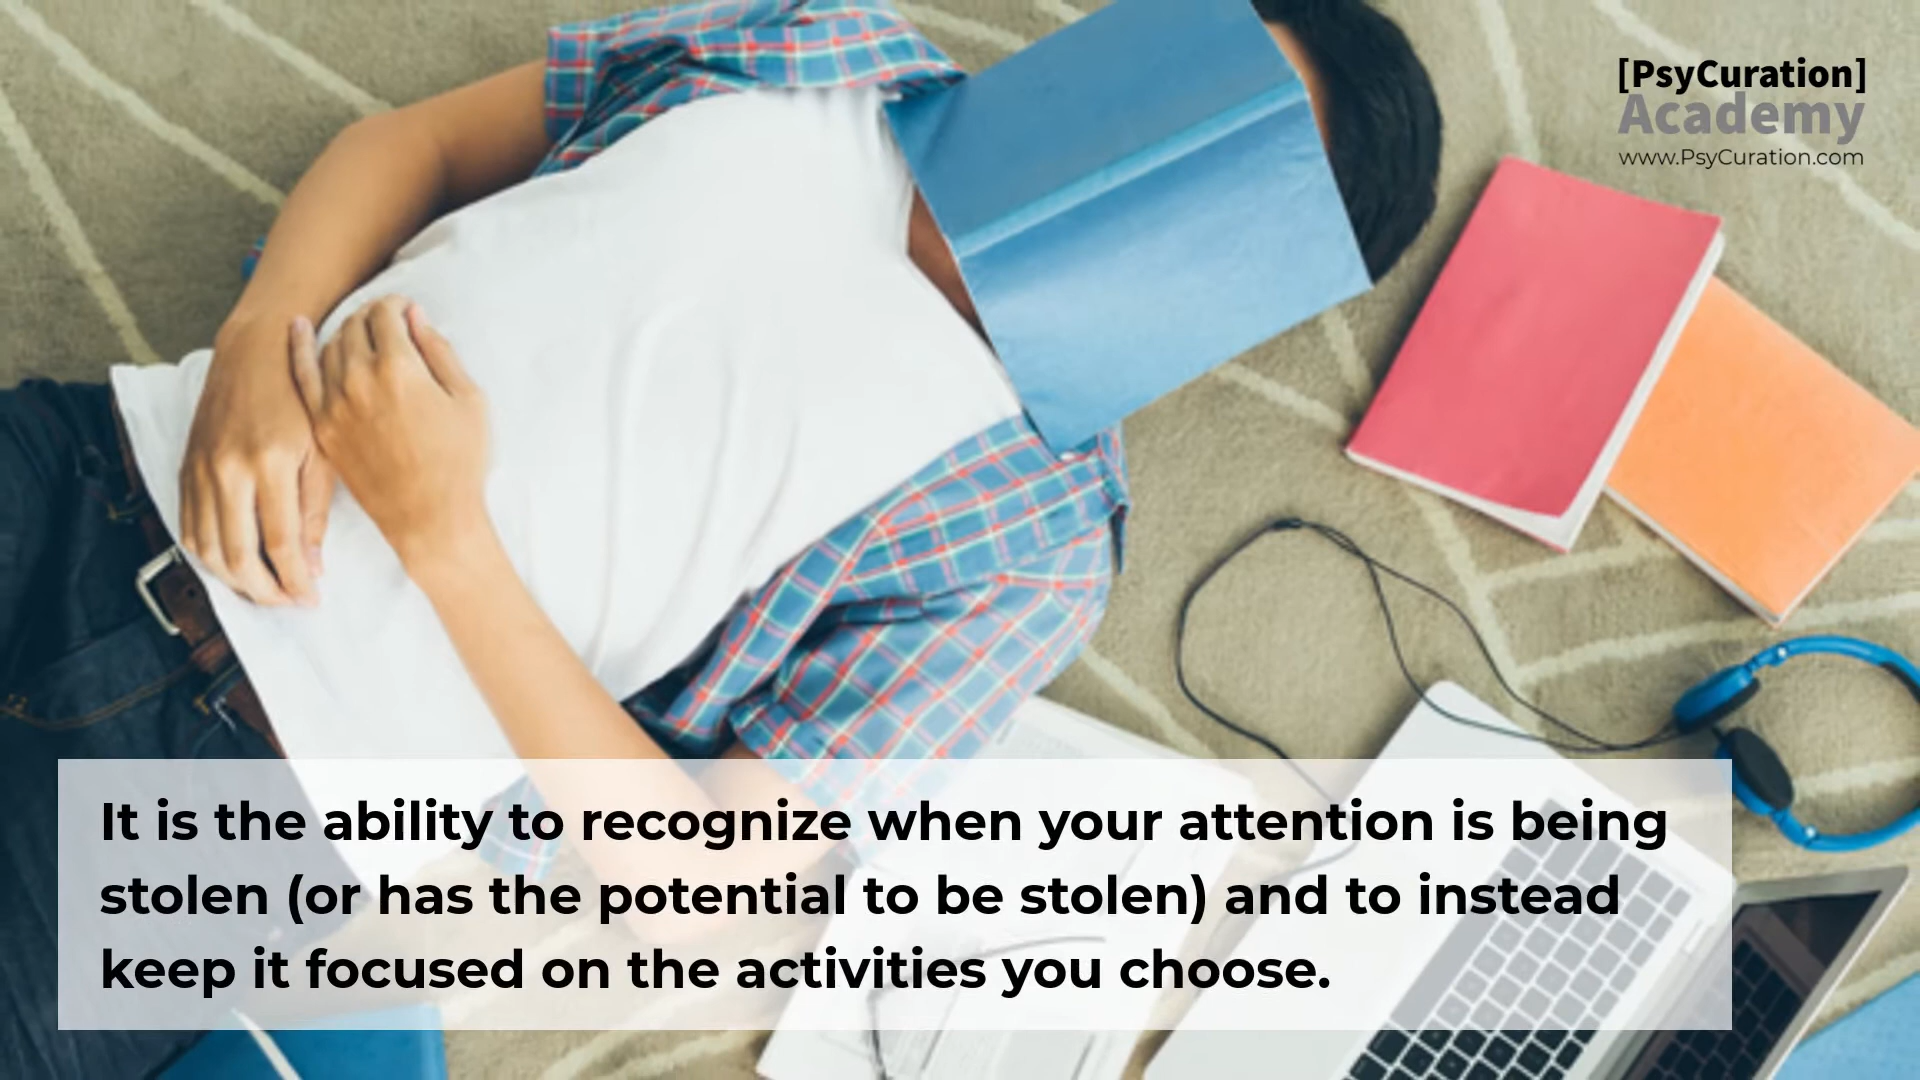 [PsyCuration]
Academy
www.PsyCuration.com
It is the ability to recognize when your attention is being
stolen (or has the potential to be stolen) and to instead
keep it focused on the activities you choose.